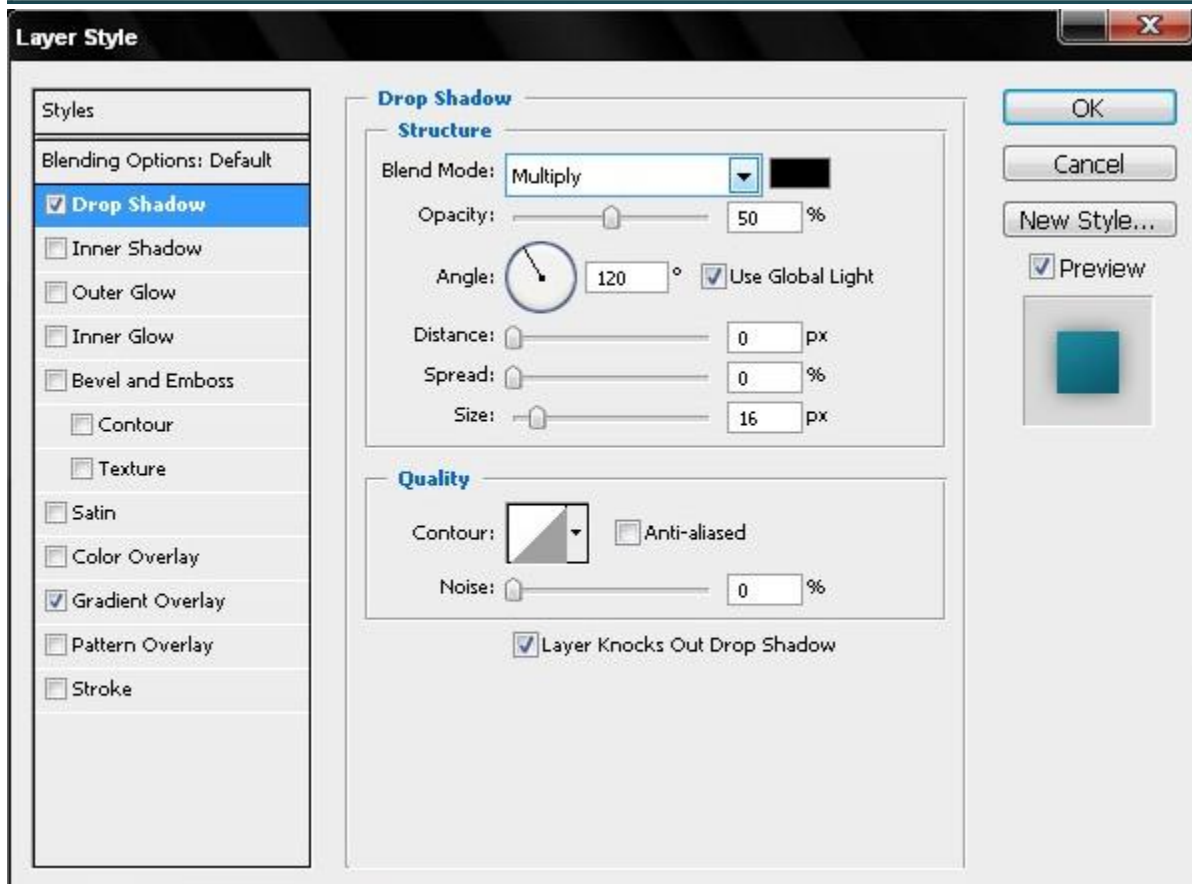 Layer Style
Styles
Blending Options: Default
Drop Shadow
Inner Shadow
Outer Glow
Inner Glow
Bevel and Emboss
Contour
Texture
Satin
Color Overlay
Gradient Overlay
Pattern Overlay
Stroke
Drop Shadow
Structure
Blend Mode: Multiply
Opacity: 50 %
Angle: 120 ° Use Global Light
Distance: 0 px
Spread: 0 %
Size: 16 px
Quality
Contour: Anti-aliased
Noise: 0 %
Layer Knocks Out Drop Shadow
OK
Cancel
New Style...
Preview